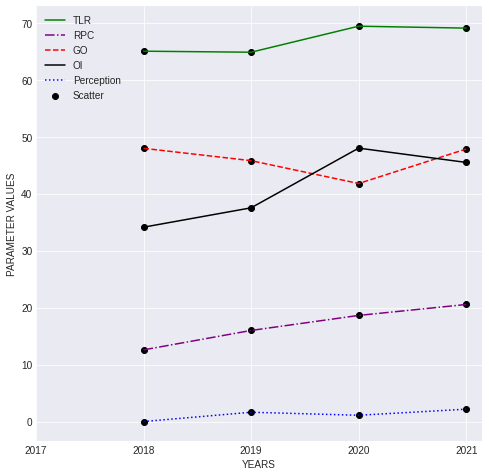 TLR
RPC
GO
OI
Perception
Scatter
PARAMETER VALUES
70
60
50
40
30
20
10
0
2017 2018 2019 2020 2021
YEARS